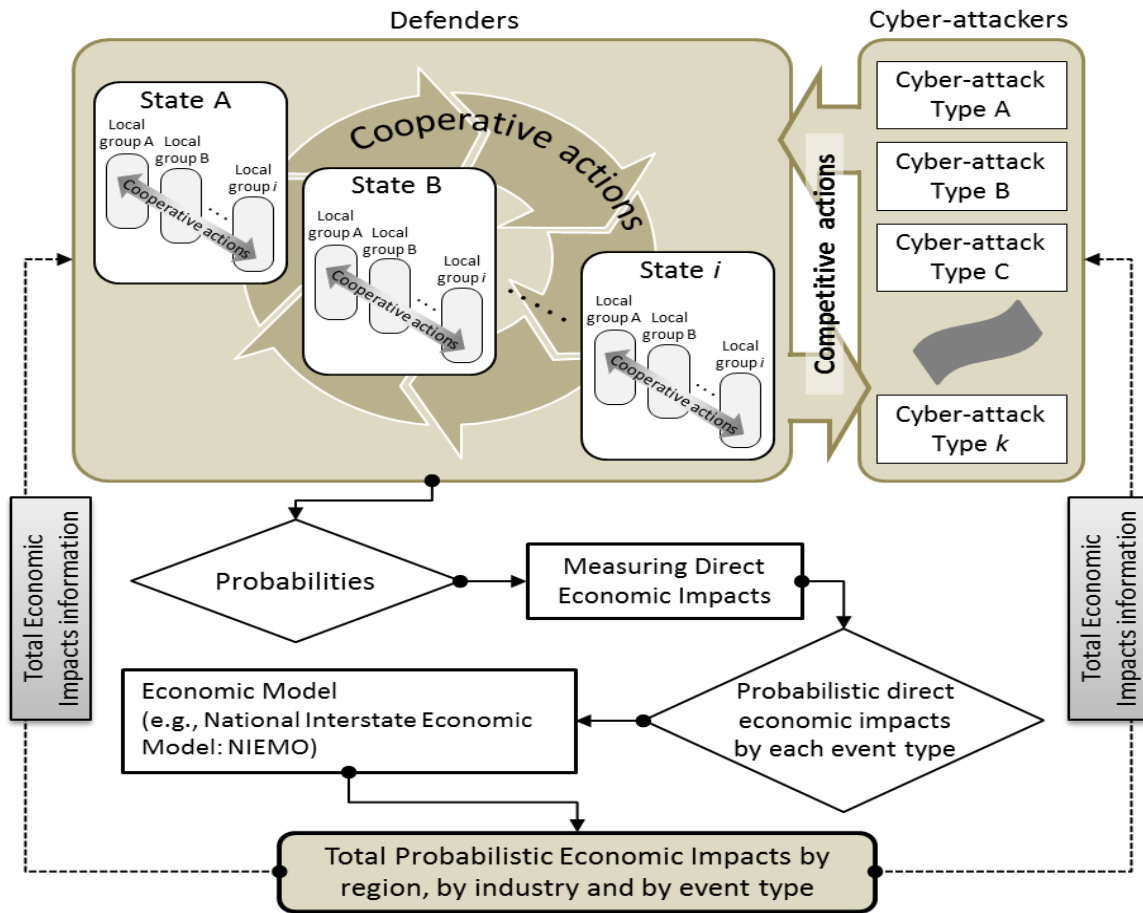 Defenders
Cyber-attackers
Cooperative actions
State A
Local
group A
Local
group B
Local
group i
...
Cooperative actions
State B
Local
group A
Local
group B
Local
group i
...
Cooperative actions
......
State i
Local
group A
Local
group B
Local
group i
...
Cooperative actions
Competitive actions
Cyber-attack
Type A
Cyber-attack
Type B
Cyber-attack
Type C
Cyber-attack
Type k
Total Economic
Impacts information
Probabilities
Measuring Direct
Economic Impacts
Total Economic
Impacts information
Economic Model
(e.g., National Interstate Economic
Model: NIEMO)
Probabilistic direct
economic impacts
by each event type
Total Probabilistic Economic Impacts by
region, by industry and by event type